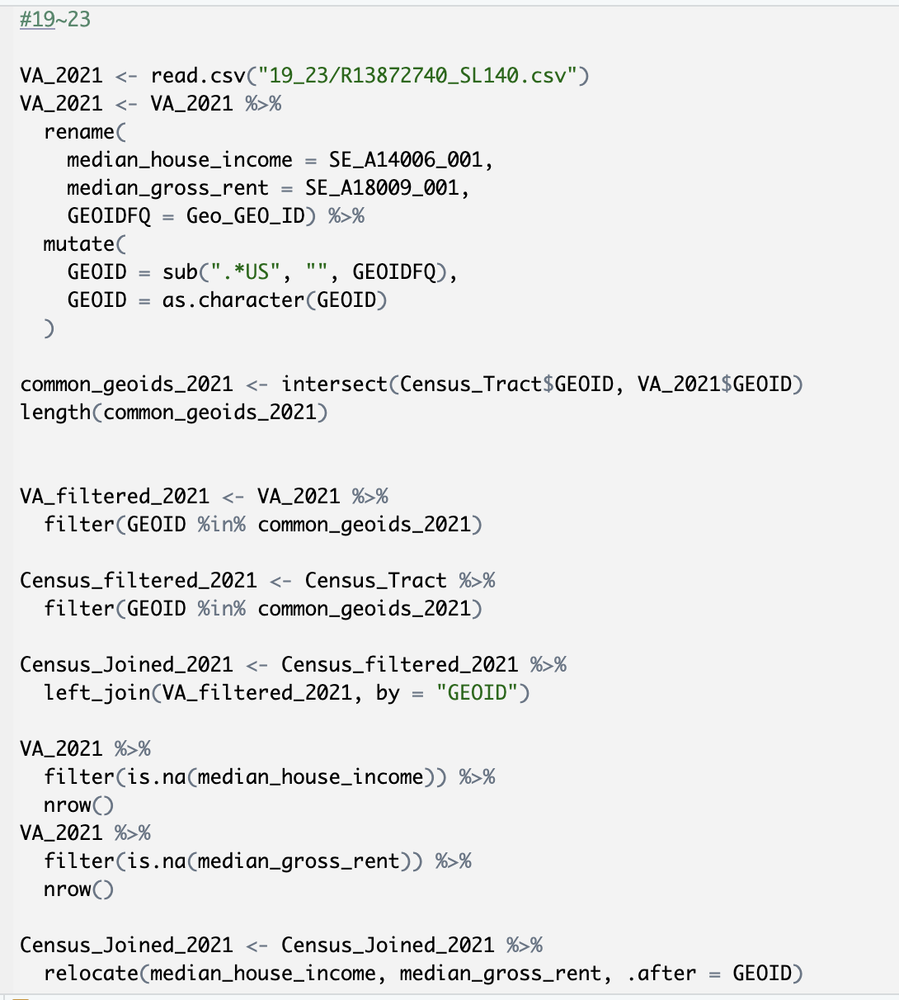 #19~23
VA_2021 <- read.csv("19_23/R13872740_SL140.csv")
VA_2021 <- VA_2021 %>%
  rename(
    median_house_income = SE_A14006_001,
    median_gross_rent = SE_A18009_001,
    GEOIDFQ = Geo_GEO_ID) %>%
  mutate(
    GEOID = sub(".*US", "", GEOIDFQ),
    GEOID = as.character(GEOID)
  )
common_geoids_2021 <- intersect(Census_Tract$GEOID, VA_2021$GEOID)
length(common_geoids_2021)
VA_filtered_2021 <- VA_2021 %>%
  filter(GEOID %in% common_geoids_2021)
Census_filtered_2021 <- Census_Tract %>%
  filter(GEOID %in% common_geoids_2021)
Census_Joined_2021 <- Census_filtered_2021 %>%
  left_join(VA_filtered_2021, by = "GEOID")
VA_2021 %>%
  filter(is.na(median_house_income)) %>%
  nrow()
VA_2021 %>%
  filter(is.na(median_gross_rent)) %>%
  nrow()
Census_Joined_2021 <- Census_Joined_2021 %>%
  relocate(median_house_income, median_gross_rent, .after = GEOID)